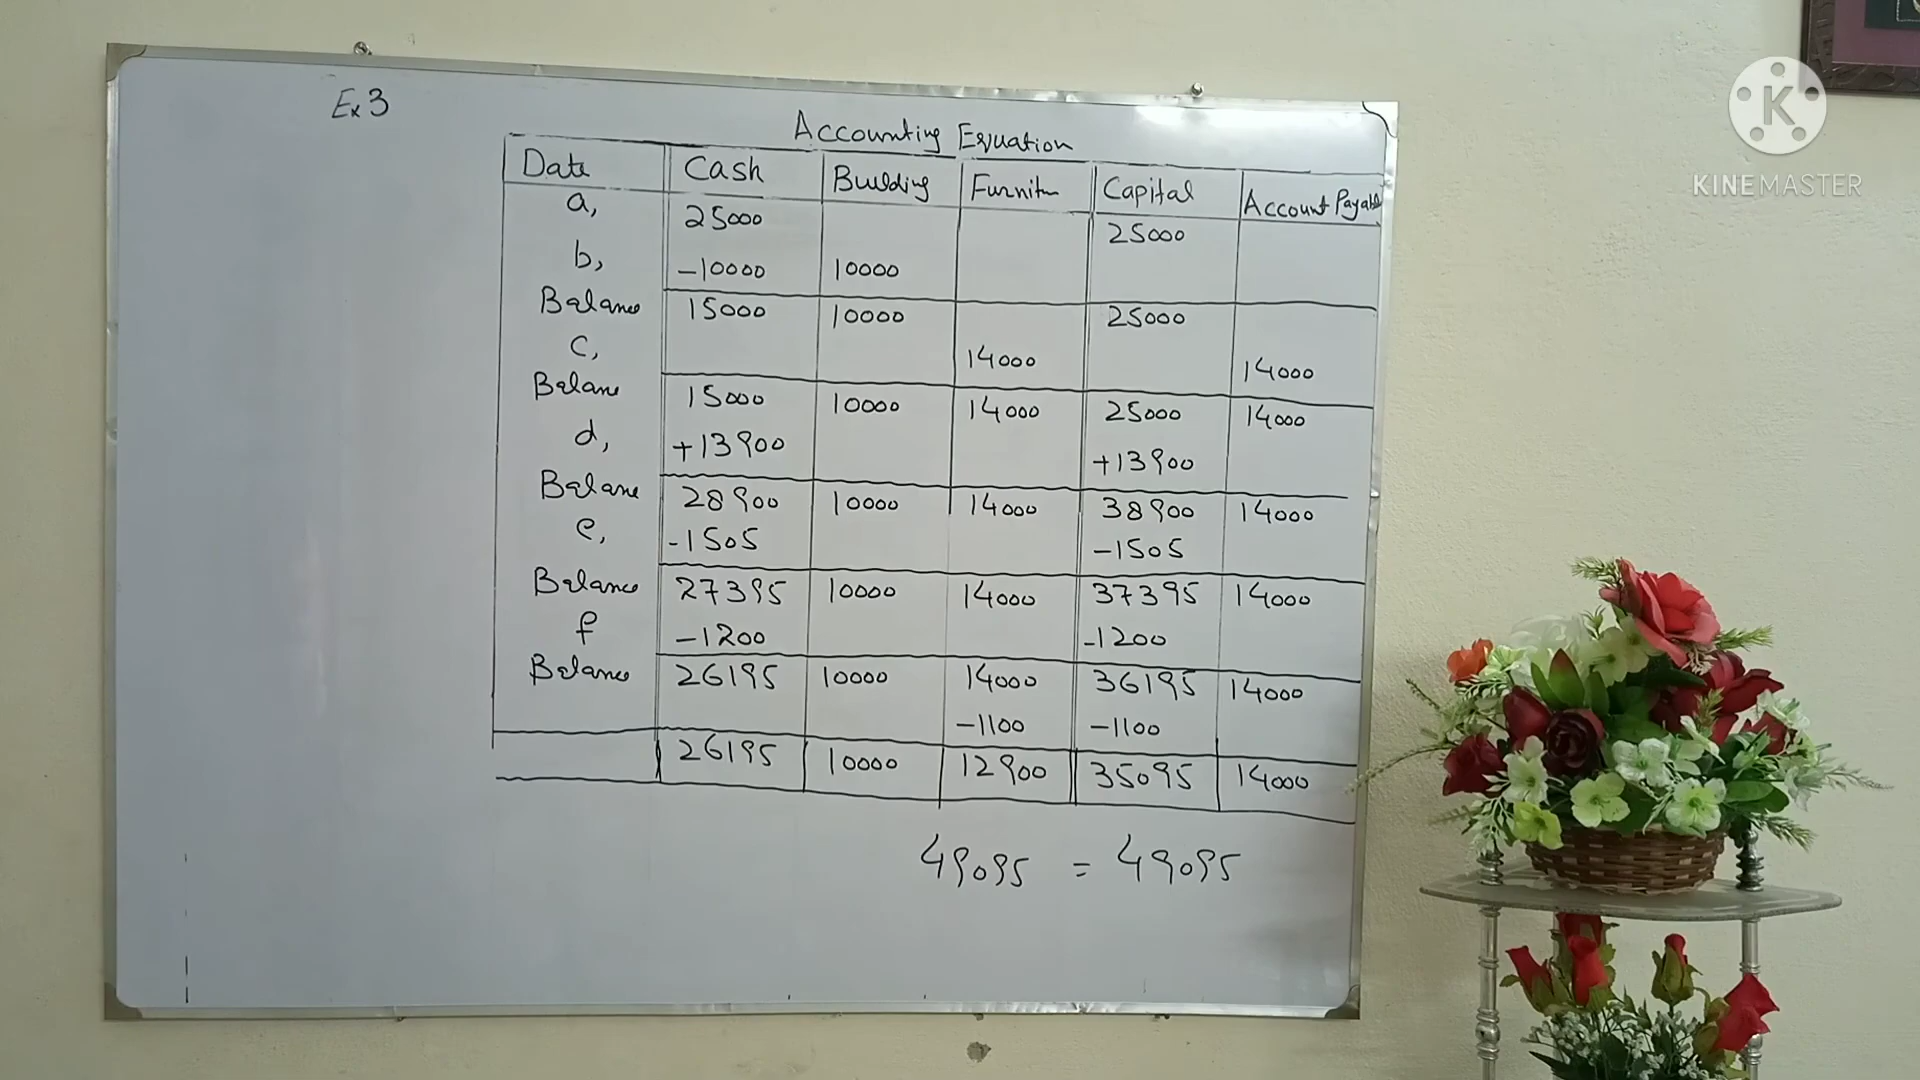 Ex 3
Accounting Equation
Date Cash Building Furnitur Capital Account Payable
a, 25000 25000
b, -10000 10000
Balance 15000 10000 25000
C, 14000 14000
Balane 15000 10000 14000 25000 14000
d, +13900 +13900
Balane 28900 10000 14000 38900 14000
e, -1505 -1505
Balance 27395 10000 14000 37395 14000
f -1200 -1200
Balance 26195 10000 14000 36195 14000
-1100 -1100
26195 10000 12900 35095 14000
49095 = 49095
K
KINEMASTER